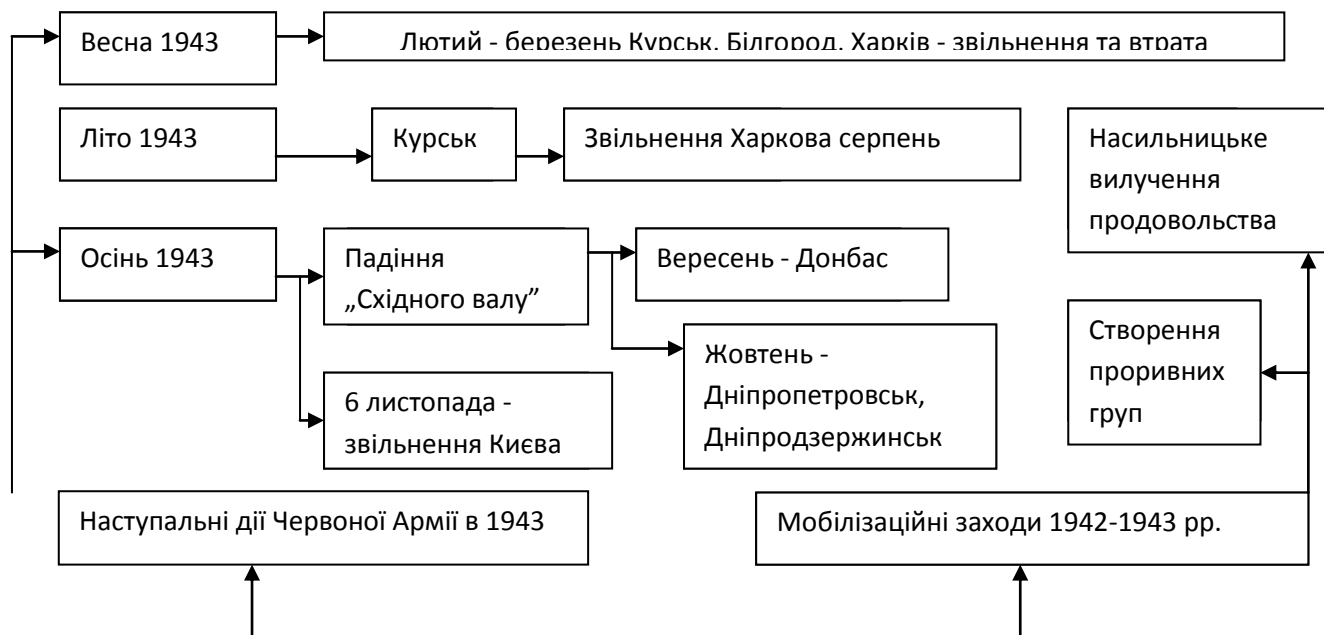 Весна 1943
Лютий - березень Курськ, Білгород, Харків - звільнення та втрата
Літо 1943
Курськ
Звільнення Харкова серпень
Насильницьке
вилучення
продовольства
Осінь 1943
Падіння
„Східного валу”
Вересень - Донбас
Жовтень -
Дніпропетровськ,
Дніпродзержинськ
Створення
проривних
груп
6 листопада -
звільнення Києва
Наступальні дії Червоної Армії в 1943
Мобілізаційні заходи 1942-1943 рр.